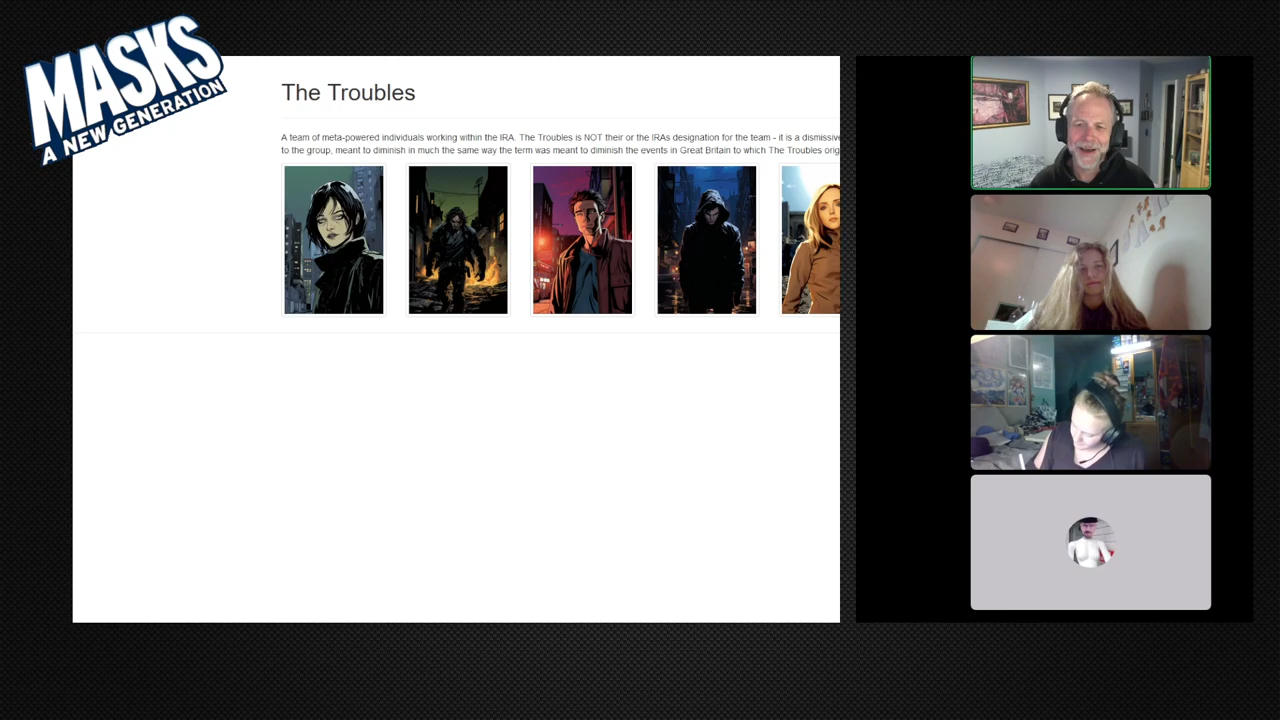 MASKS
A NEW GENERATION
The Troubles
A team of meta-powered individuals working within the IRA. The Troubles is NOT their or the IRAs designation for the team - it is a dismissive
to the group, meant to diminish in much the same way the term was meant to diminish the events in Great Britain to which The Troubles orig